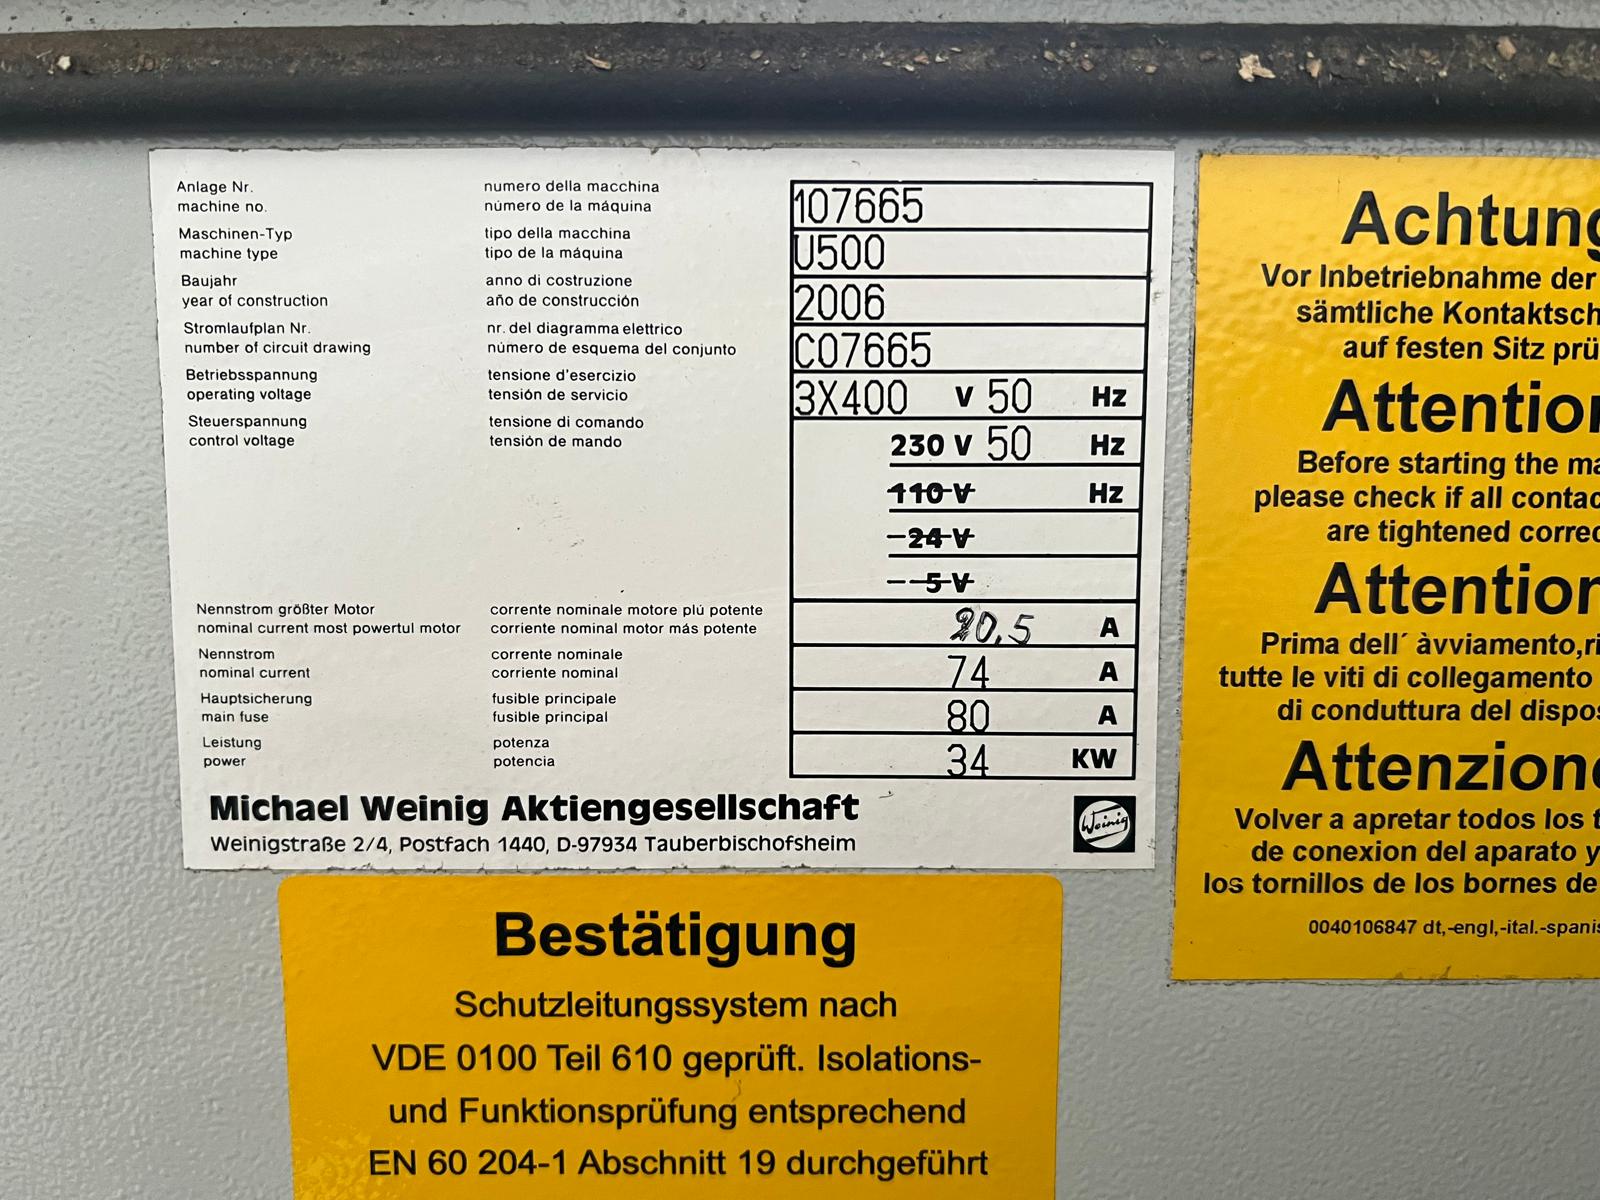 Anlage Nr. numero della macchina 107665
machine no. número de la máquina
Maschinen-Typ tipo della macchina U500
machine type tipo de la máquina
Baujahr anno di costruzione 2006
year of construction año de construcción
Stromlaufplan Nr. nr. del diagramma elettrico C07665
number of circuit drawing número de esquema del conjunto
Betriebsspannung tensione d'esercizio 3X400 V 50 Hz
operating voltage tensión de servicio
Steuerspannung tensione di comando 230 V 50 Hz
control voltage tensión de mando
110 V Hz
24 V
5 V
Nennstrom größter Motor corrente nominale motore plú potente 20,5 A
nominal current most powertul motor corriente nominal motor más potente
Nennstrom corrente nominale 74 A
nominal current corriente nominal
Hauptsicherung fusible principale 80 A
main fuse fusible principal
Leistung potenza 34 KW
power potencia
Michael Weinig Aktiengesellschaft
Weinigstraße 2/4, Postfach 1440, D-97934 Tauberbischofsheim
Weinig
Achtung
Vor Inbetriebnahme der
sämtliche Kontaktsch
auf festen Sitz prü
Attention
Before starting the ma
please check if all contac
are tightened correc
Attention
Prima dell´ àvviamento,ri
tutte le viti di collegamento
di conduttura del dispos
Attenzione
Volver a apretar todos los t
de conexion del aparato y
los tornillos de los bornes de
0040106847 dt,-engl,-ital.-spanis
Bestätigung
Schutzleitungssystem nach
VDE 0100 Teil 610 geprüft. Isolations-
und Funktionsprüfung entsprechend
EN 60 204-1 Abschnitt 19 durchgeführt